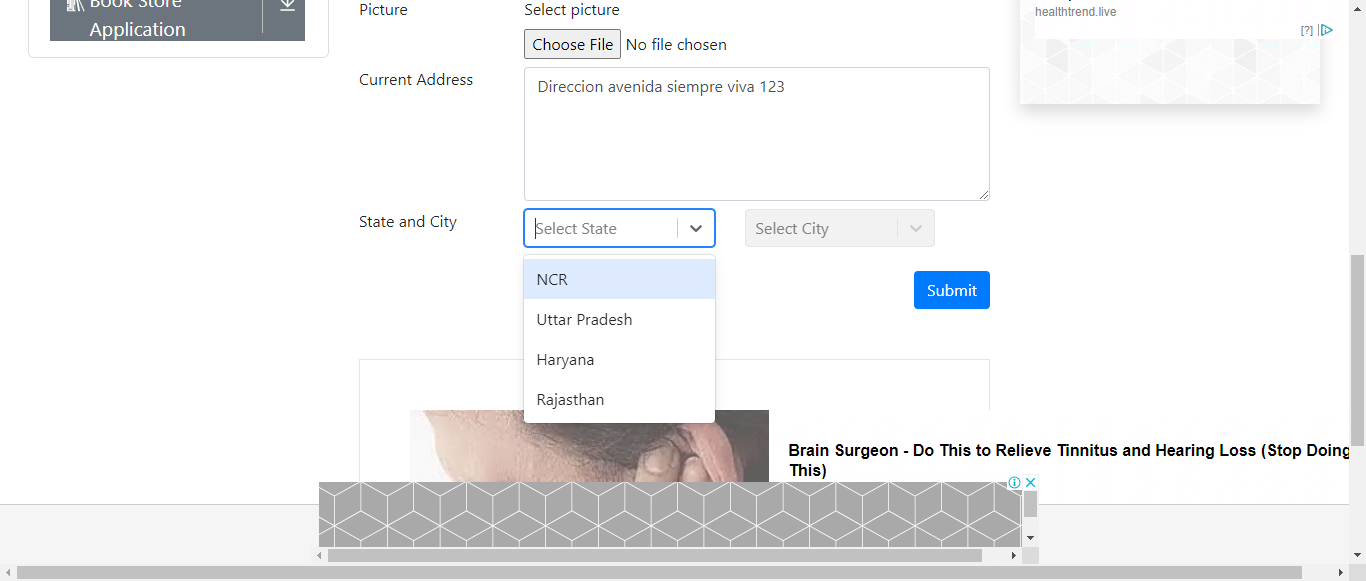 Book Store
Application
Picture
Select picture
Choose File No file chosen
Current Address
Direccion avenida siempre viva 123
State and City
Select State
Select City
NCR
Uttar Pradesh
Haryana
Rajasthan
Submit
healthtrend.live
[?]
Brain Surgeon - Do This to Relieve Tinnitus and Hearing Loss (Stop Doing
This)